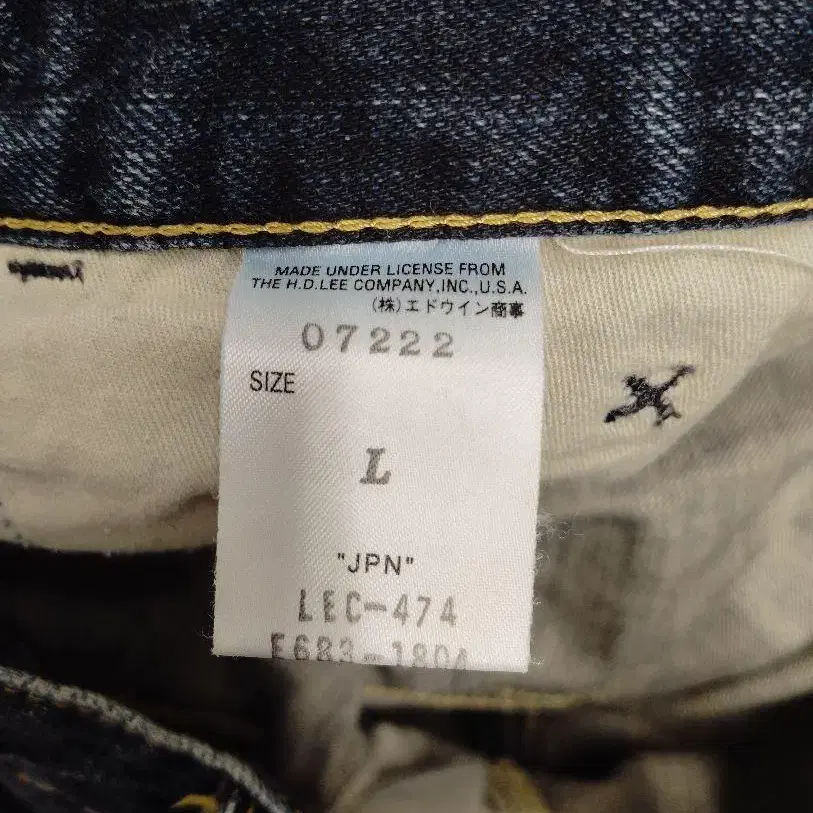 MADE UNDER LICENSE FROM
THE H.D.LEE COMPANY,INC.,U.S.A.
(株)エドウイン商事
07222
SIZE
L
"JPN"
LEC-474